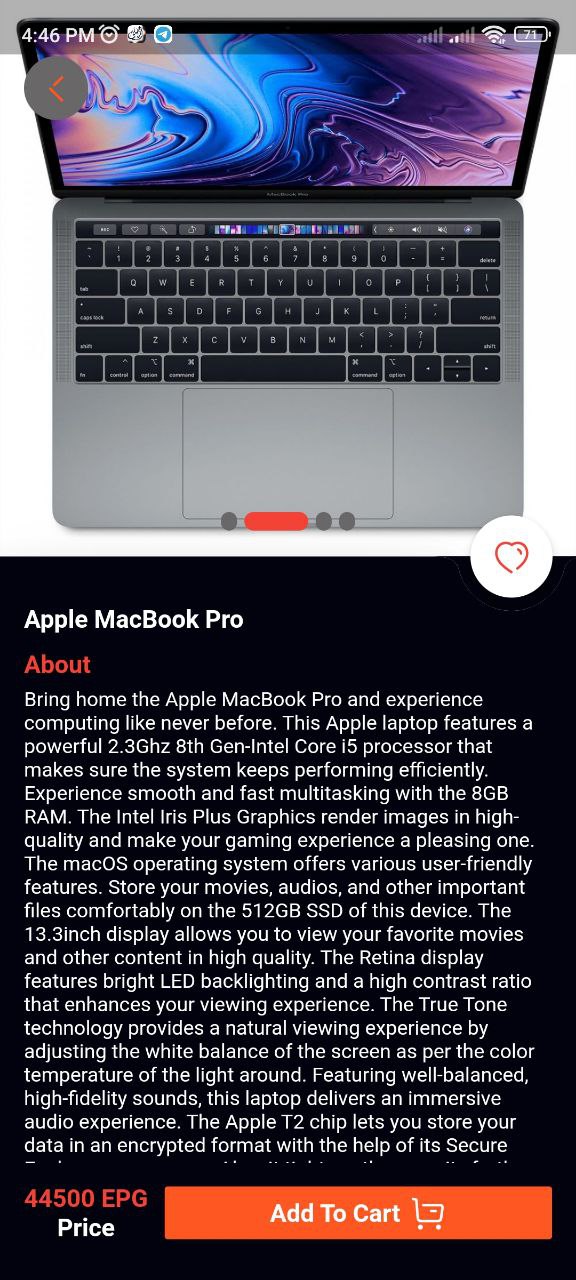 4:46 PM
71
MacBook Pro
esc
~ ! @ # $ % ^ & * ( ) — +
` 1 2 3 4 5 6 7 8 9 0 - = delete
tab Q W E R T Y U I O P { [ } ] | \
caps lock A S D F G H J K L : ; " ' return
shift Z X C V B N M < , > . ? / shift
fn control option command command option
Apple MacBook Pro
About
Bring home the Apple MacBook Pro and experience
computing like never before. This Apple laptop features a
powerful 2.3Ghz 8th Gen-Intel Core i5 processor that
makes sure the system keeps performing efficiently.
Experience smooth and fast multitasking with the 8GB
RAM. The Intel Iris Plus Graphics render images in high-
quality and make your gaming experience a pleasing one.
The macOS operating system offers various user-friendly
features. Store your movies, audios, and other important
files comfortably on the 512GB SSD of this device. The
13.3inch display allows you to view your favorite movies
and other content in high quality. The Retina display
features bright LED backlighting and a high contrast ratio
that enhances your viewing experience. The True Tone
technology provides a natural viewing experience by
adjusting the white balance of the screen as per the color
temperature of the light around. Featuring well-balanced,
high-fidelity sounds, this laptop delivers an immersive
audio experience. The Apple T2 chip lets you store your
data in an encrypted format with the help of its Secure
44500 EPG
Price
Add To Cart